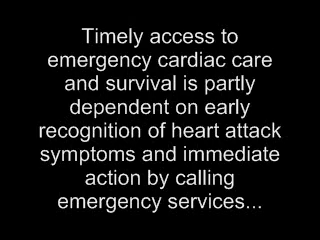 Timely access to
emergency cardiac care
and survival is partly
dependent on early
recognition of heart attack
symptoms and immediate
action by calling
emergency services...